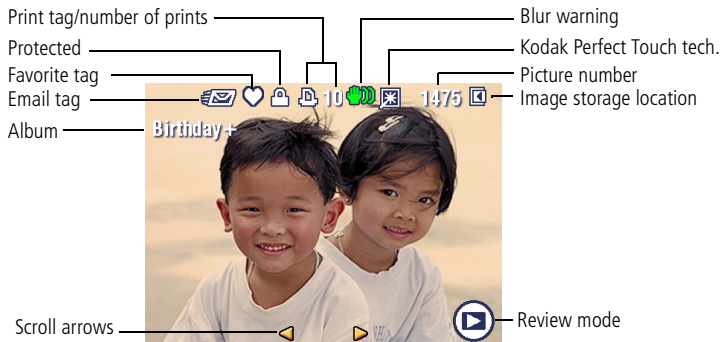 Print tag/number of prints
Protected
Favorite tag
Email tag
Album
Blur warning
Kodak Perfect Touch tech.
Picture number
Image storage location
10
1475
Birthday+
Scroll arrows
Review mode